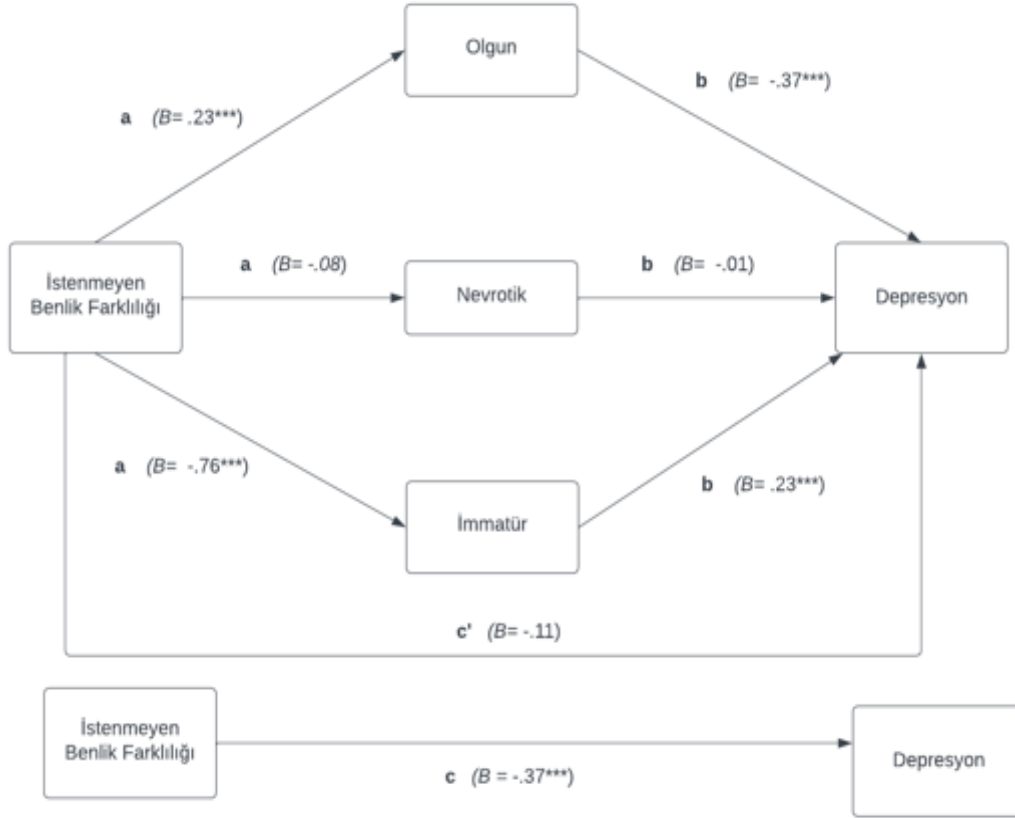 Olgun
b (B= -.37***)
a (B= .23***)
İstenmeyen
Benlik Farklılığı
a (B= -.08)
Nevrotik
b (B= -.01)
Depresyon
a (B= -.76***)
İmmatür
b (B= .23***)
c' (B= -.11)
İstenmeyen
Benlik Farklılığı
c (B = -.37***)
Depresyon